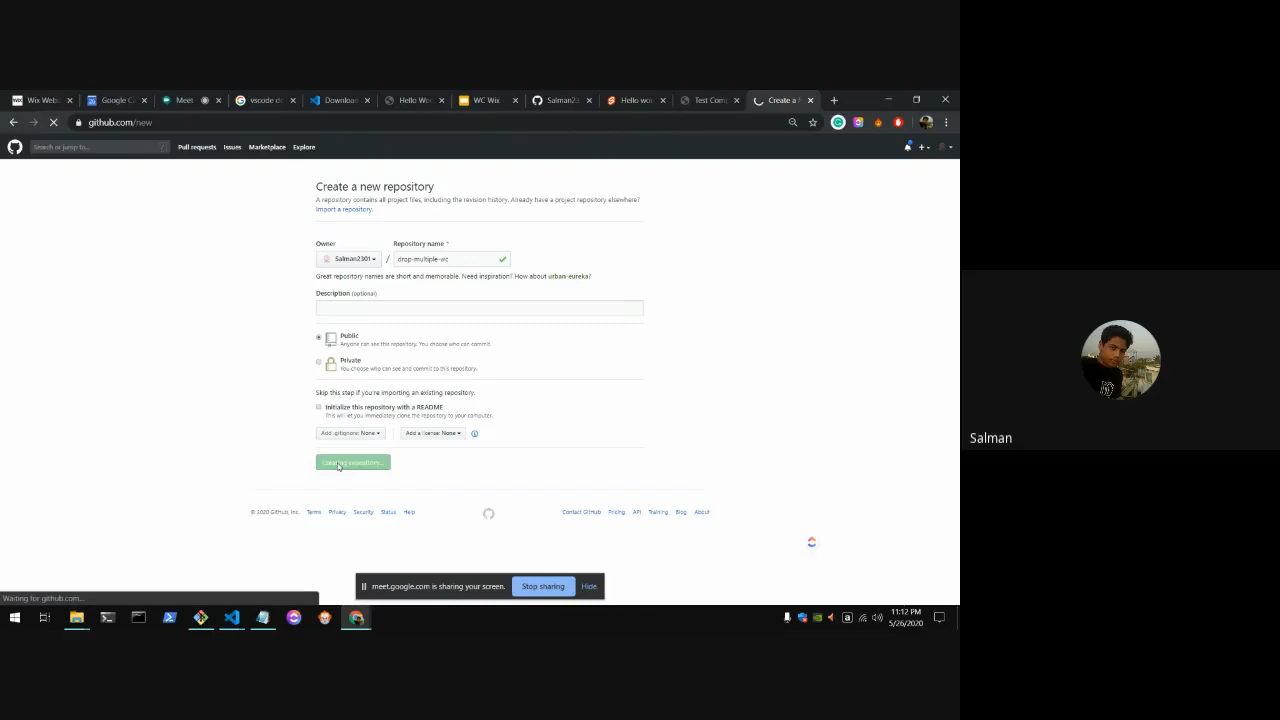 Wix Webs
Google C
Meet
vscode d
Download
Hello Wor
WC Wix
Salman23
Hello wor
Test Comp
Create a N
github.com/new
Search or jump to...
Pull requests
Issues
Marketplace
Explore
Create a new repository
A repository contains all project files, including the revision history. Already have a project repository elsewhere?
Import a repository.
Owner
Repository name *
Salman2301
/
drop-multiple-wc
Great repository names are short and memorable. Need inspiration? How about urban-eureka?
Description (optional)
Public
Anyone can see this repository. You choose who can commit.
Private
You choose who can see and commit to this repository.
Skip this step if you're importing an existing repository.
Initialize this repository with a README
This will let you immediately clone the repository to your computer.
Add .gitignore: None
Add a license: None
Creating repository...
© 2020 GitHub, Inc.
Terms
Privacy
Security
Status
Help
Contact GitHub
Pricing
API
Training
Blog
About
meet.google.com is sharing your screen.
Stop sharing
Hide
Waiting for github.com...
11:12 PM
5/26/2020
Salman